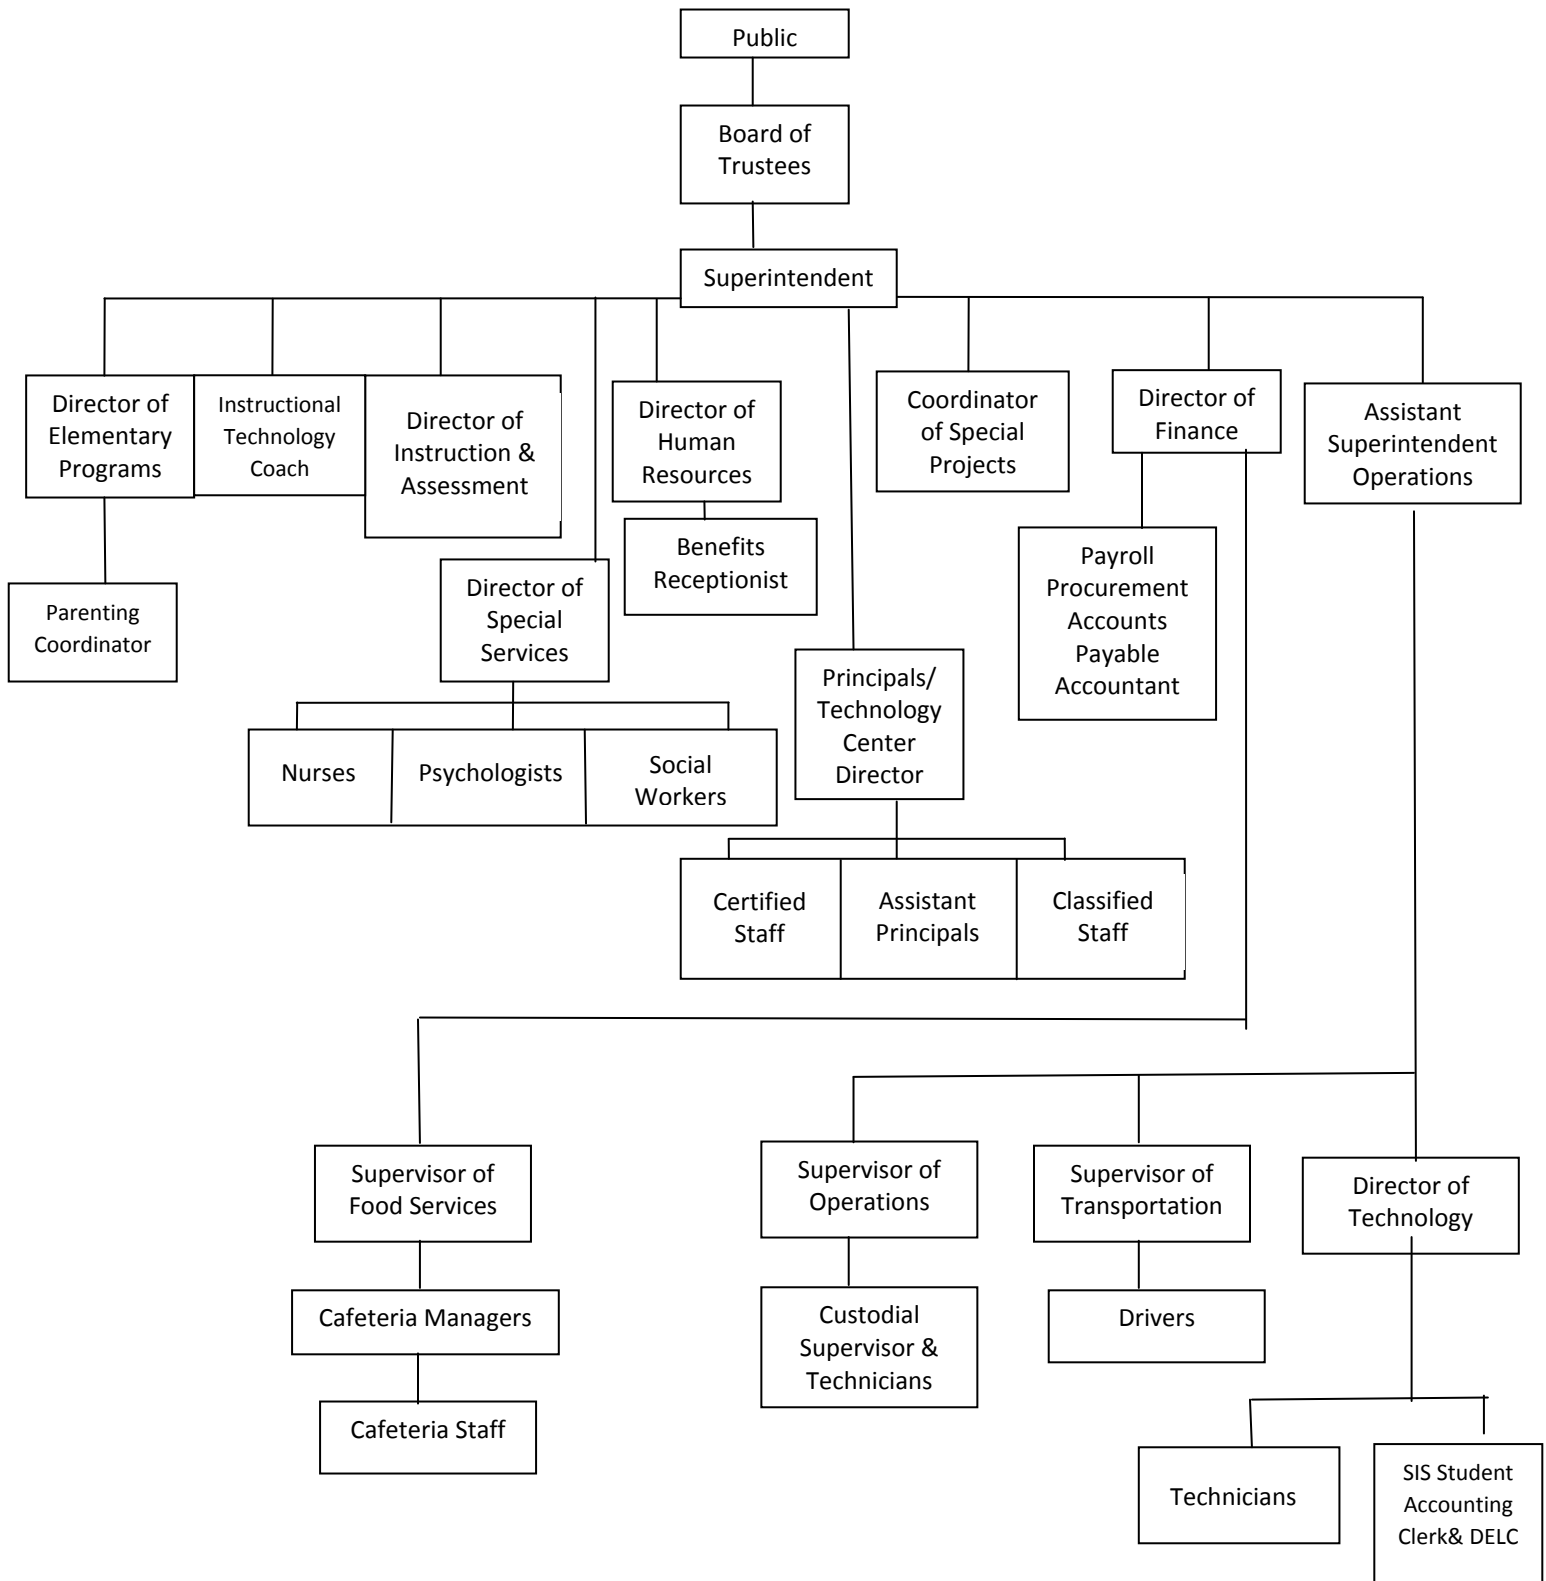 Public
Board of
Trustees
Superintendent
Director of
Elementary
Programs
Instructional
Technology
Coach
Director of
Instruction &
Assessment
Director of
Human
Resources
Coordinator
of Special
Projects
Director of
Finance
Assistant
Superintendent
Operations
Parenting
Coordinator
Director of
Special
Services
Benefits
Receptionist
Payroll
Procurement
Accounts
Payable
Accountant
Principals/
Technology
Center
Director
Nurses
Psychologists
Social
Workers
Certified
Staff
Assistant
Principals
Classified
Staff
Supervisor of
Food Services
Supervisor of
Operations
Supervisor of
Transportation
Director of
Technology
Cafeteria Managers
Custodial
Supervisor &
Technicians
Drivers
Cafeteria Staff
Technicians
SIS Student
Accounting
Clerk& DELC